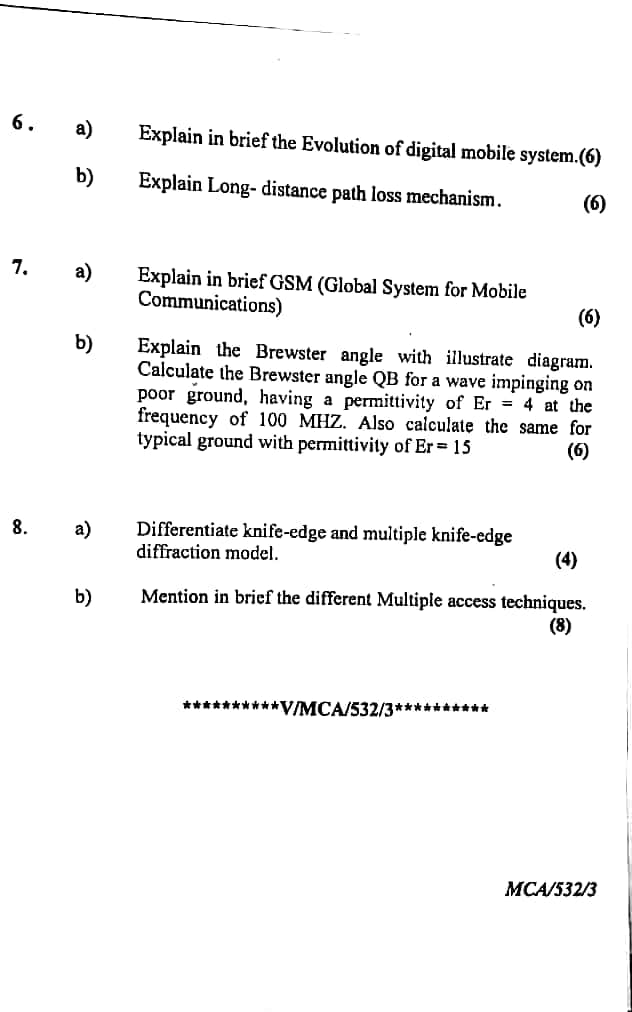 6. a) Explain in brief the Evolution of digital mobile system.(6)
b) Explain Long- distance path loss mechanism. (6)
7. a) Explain in brief GSM (Global System for Mobile
Communications) (6)
b) Explain the Brewster angle with illustrate diagram.
Calculate the Brewster angle QB for a wave impinging on
poor ground, having a permittivity of Er = 4 at the
frequency of 100 MHZ. Also calculate the same for
typical ground with permittivity of Er = 15 (6)
8. a) Differentiate knife-edge and multiple knife-edge
diffraction model. (4)
b) Mention in brief the different Multiple access techniques.
(8)
**********V/MCA/532/3**********
MCA/532/3